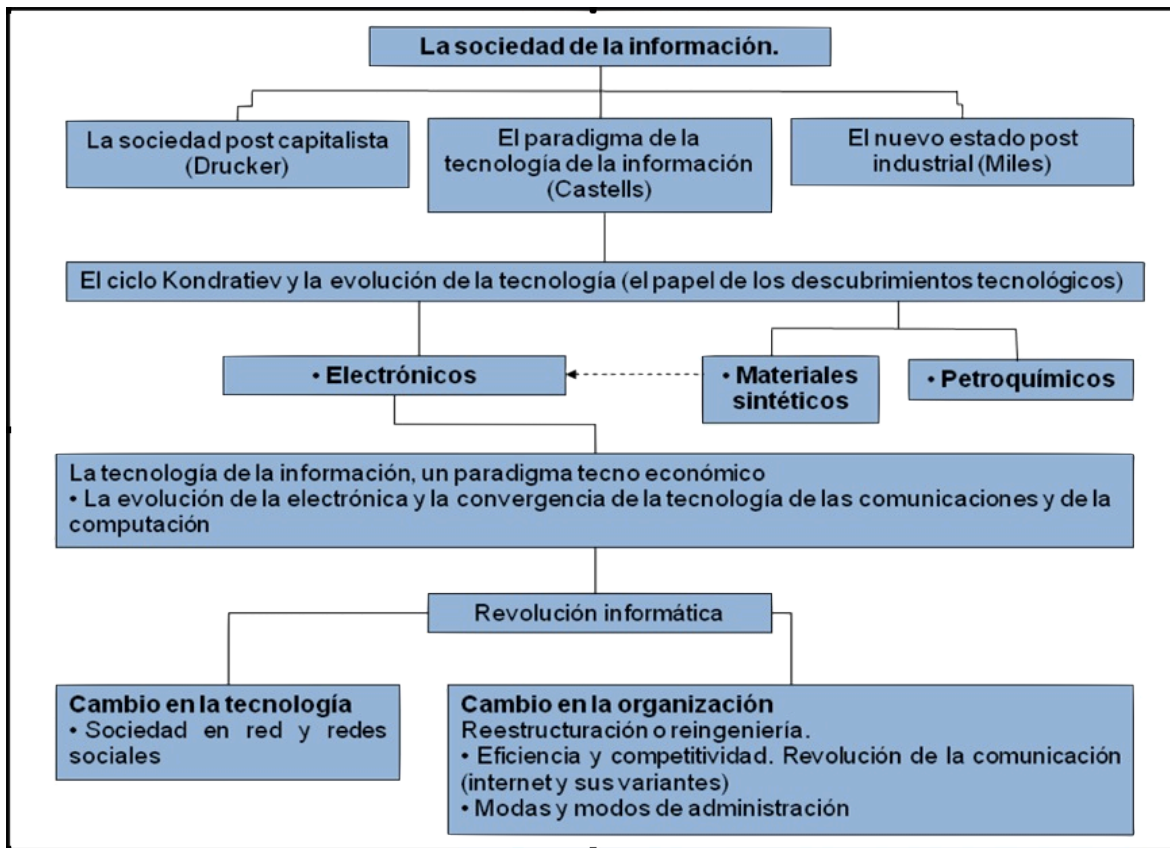 La sociedad de la información.
La sociedad post capitalista
(Drucker)
El paradigma de la
tecnología de la información
(Castells)
El nuevo estado post
industrial (Miles)
El ciclo Kondratiev y la evolución de la tecnología (el papel de los descubrimientos tecnológicos)
• Electrónicos
• Materiales
sintéticos
• Petroquímicos
La tecnología de la información, un paradigma tecno económico
• La evolución de la electrónica y la convergencia de la tecnología de las comunicaciones y de la
computación
Revolución informática
Cambio en la tecnología
• Sociedad en red y redes
sociales
Cambio en la organización
Reestructuración o reingeniería.
• Eficiencia y competitividad. Revolución de la comunicación
(internet y sus variantes)
• Modas y modos de administración